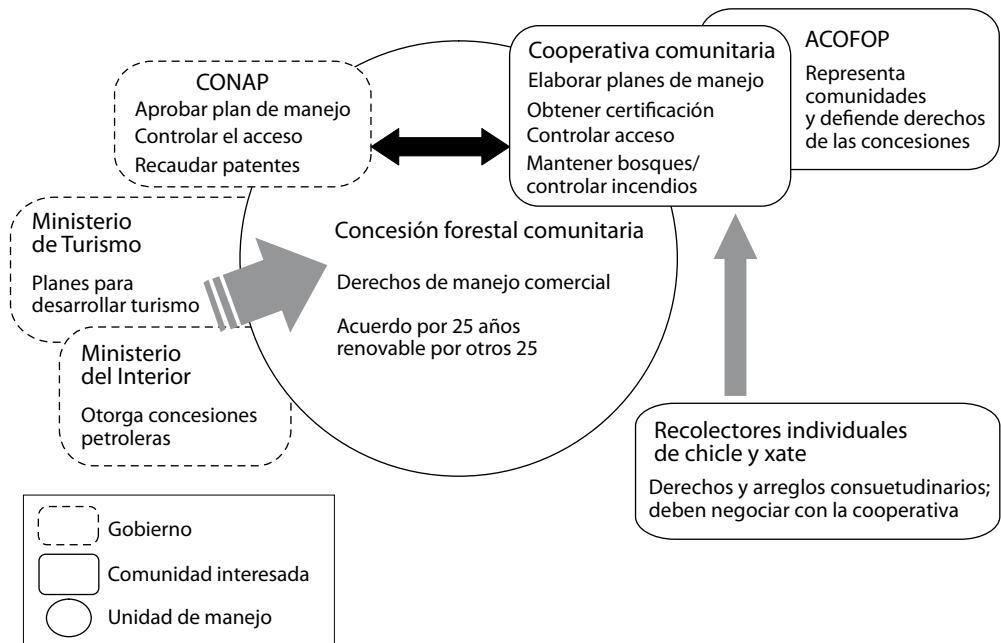 CONAP
Aprobar plan de manejo
Controlar el acceso
Recaudar patentes
Cooperativa comunitaria
Elaborar planes de manejo
Obtener certificación
Controlar acceso
Mantener bosques/
controlar incendios
ACOFOP
Representa
comunidades
y defiende derechos
de las concesiones
Ministerio
de Turismo
Planes para
desarrollar turismo
Ministerio
del Interior
Otorga concesiones
petroleras
Concesión forestal comunitaria
Derechos de manejo comercial
Acuerdo por 25 años
renovable por otros 25
Recolectores individuales
de chicle y xate
Derechos y arreglos consuetudinarios;
deben negociar con la cooperativa
Gobierno
Comunidad interesada
Unidad de manejo